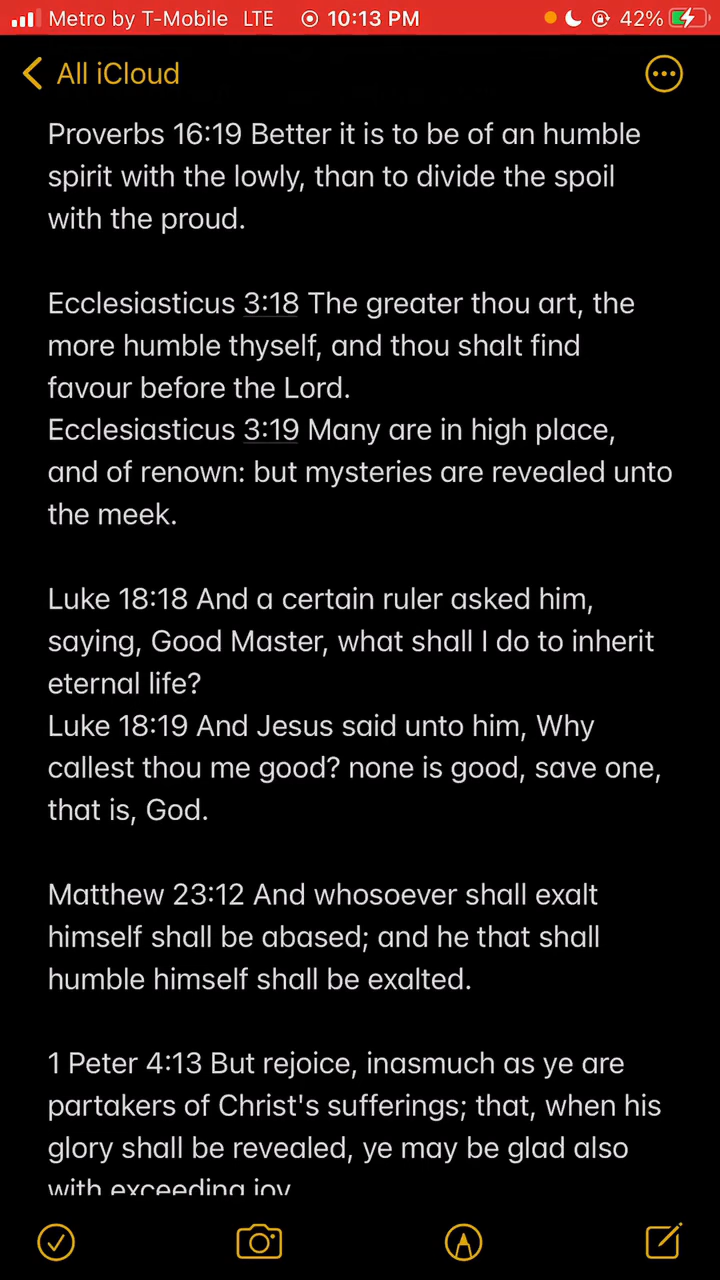 Metro by T-Mobile LTE 10:13 PM 42%
All iCloud
Proverbs 16:19 Better it is to be of an humble
spirit with the lowly, than to divide the spoil
with the proud.
Ecclesiasticus 3:18 The greater thou art, the
more humble thyself, and thou shalt find
favour before the Lord.
Ecclesiasticus 3:19 Many are in high place,
and of renown: but mysteries are revealed unto
the meek.
Luke 18:18 And a certain ruler asked him,
saying, Good Master, what shall I do to inherit
eternal life?
Luke 18:19 And Jesus said unto him, Why
callest thou me good? none is good, save one,
that is, God.
Matthew 23:12 And whosoever shall exalt
himself shall be abased; and he that shall
humble himself shall be exalted.
1 Peter 4:13 But rejoice, inasmuch as ye are
partakers of Christ's sufferings; that, when his
glory shall be revealed, ye may be glad also
with exceeding joy